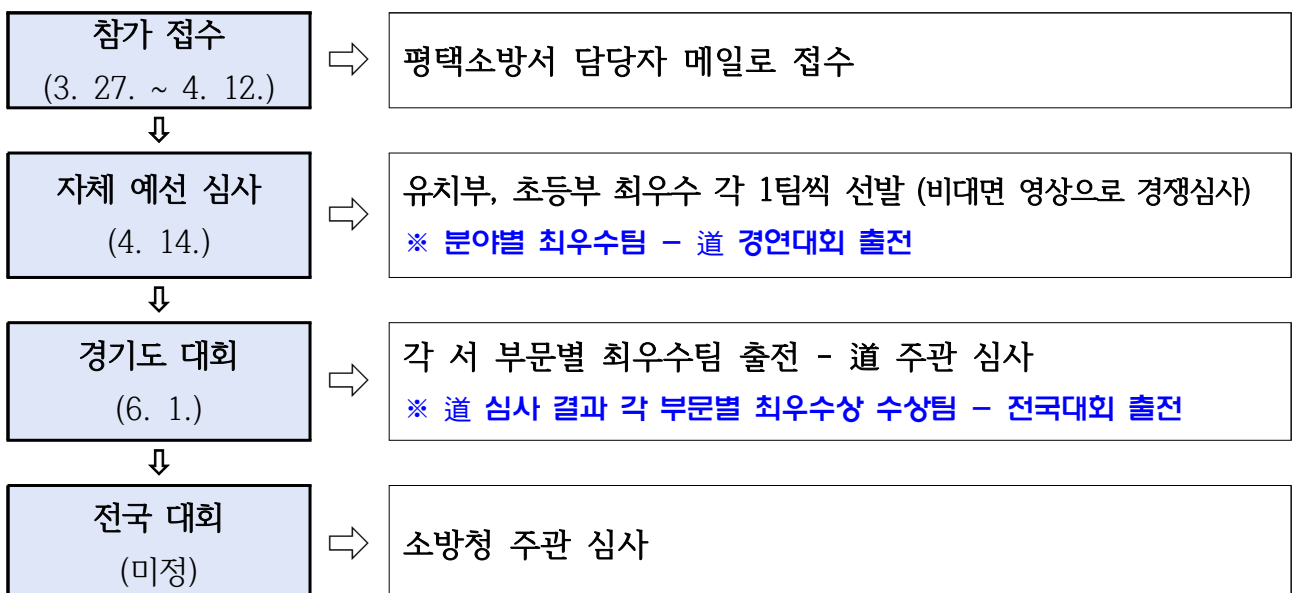 참가 접수
(3. 27. ~ 4. 12.)
⇨
평택소방서 담당자 메일로 접수
⇩
자체 예선 심사
(4. 14.)
⇨
유치부, 초등부 최우수 각 1팀씩 선발 (비대면 영상으로 경쟁심사)
※ 분야별 최우수팀 – 道 경연대회 출전
⇩
경기도 대회
(6. 1.)
⇨
각 서 부문별 최우수팀 출전 - 道 주관 심사
※ 道 심사 결과 각 부문별 최우수상 수상팀 – 전국대회 출전
⇩
전국 대회
(미정)
⇨
소방청 주관 심사